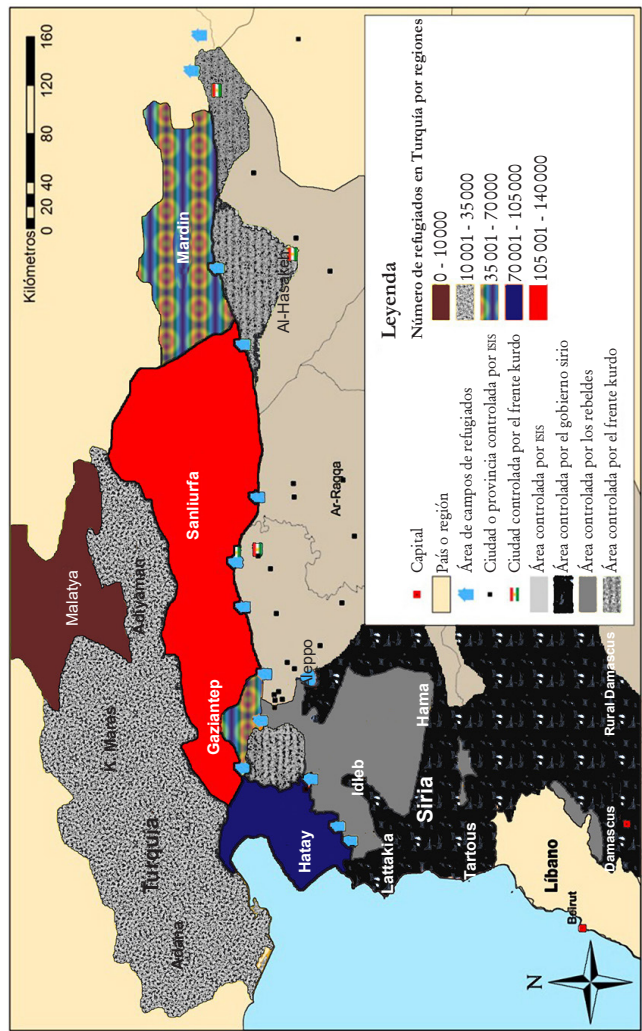 Kilómetros
0 20 40 80 120 160
Malatya
K. Maras
Adiyaman
Turquía
Adana
Sanliurfa
Mardin
Gaziantep
Hatay
Al-Hasakeh
Ar-Raqqa
Aleppo
Idleb
Hama
Siria
Lattakia
Tartous
Líbano
Beirut
Rural Damascus
Damascus
N
Leyenda
Capital
País o región
Área de campos de refugiados
Ciudad o provincia controlada por ISIS
Ciudad controlada por el frente kurdo
Área controlada por ISIS
Área controlada por el gobierno sirio
Área controlada por los rebeldes
Área controlada por el frente kurdo
Número de refugiados en Turquía por regiones
0 - 10 000
10 001 - 35 000
35 001 - 70 000
70 001 - 105 000
105 001 - 140 000